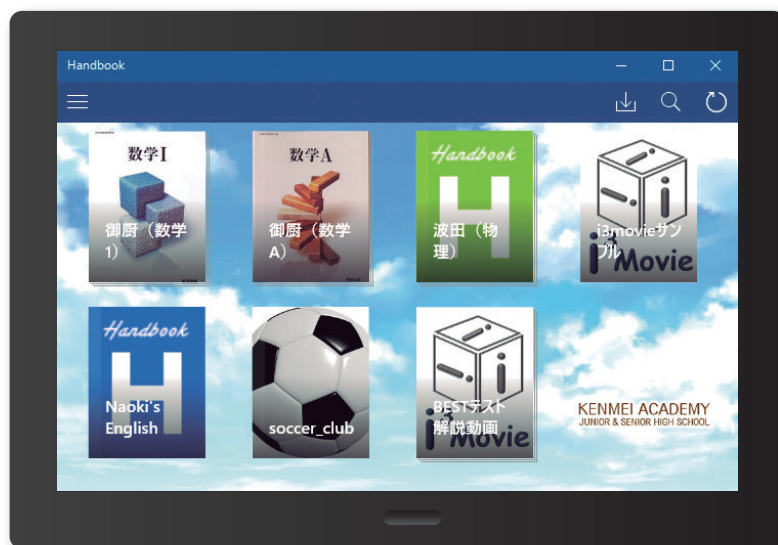 Handbook
数学I
御厨（数学
1）
数学A
御厨（数学
A）
Handbook
H
波田（物
理）
i3movieサン
プル
i³Movie
Handbook
H
Naoki's
English
soccer_club
BESTテスト
解説動画
i³Movie
KENMEI ACADEMY
JUNIOR & SENIOR HIGH SCHOOL